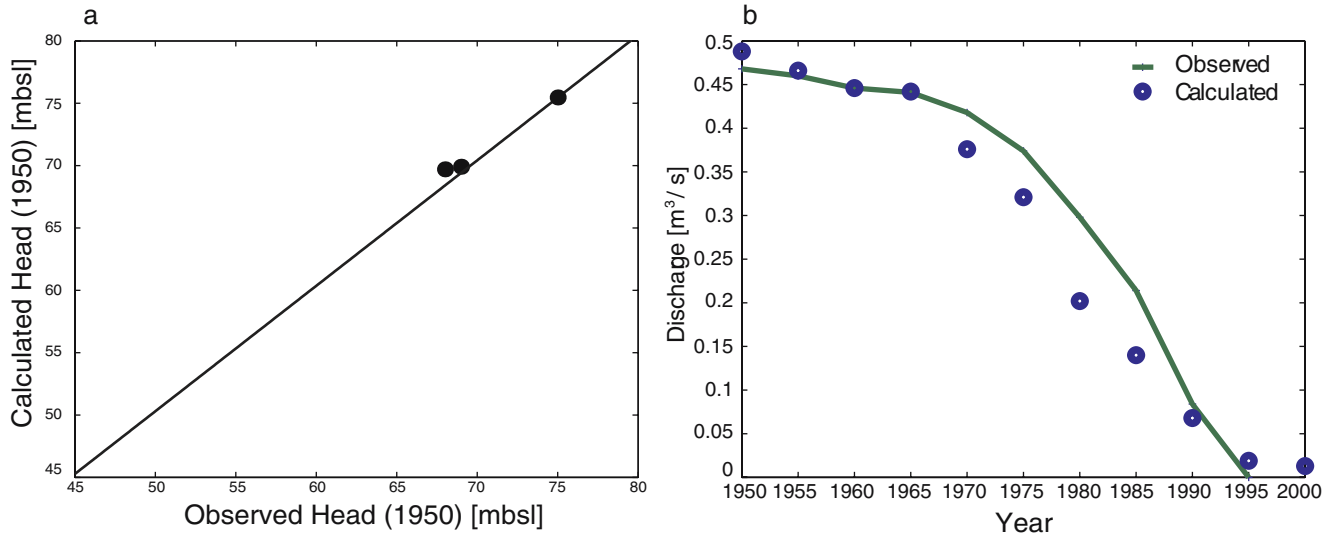 a
80
75
70
65
60
55
50
45
45 50 55 60 65 70 75 80
Calculated Head (1950) [mbsl]
Observed Head (1950) [mbsl]
b
0.5
0.45
0.4
0.35
0.3
0.25
0.2
0.15
0.1
0.05
0
1950 1955 1960 1965 1970 1975 1980 1985 1990 1995 2000
Dischage [m³/ s]
Year
Observed
Calculated